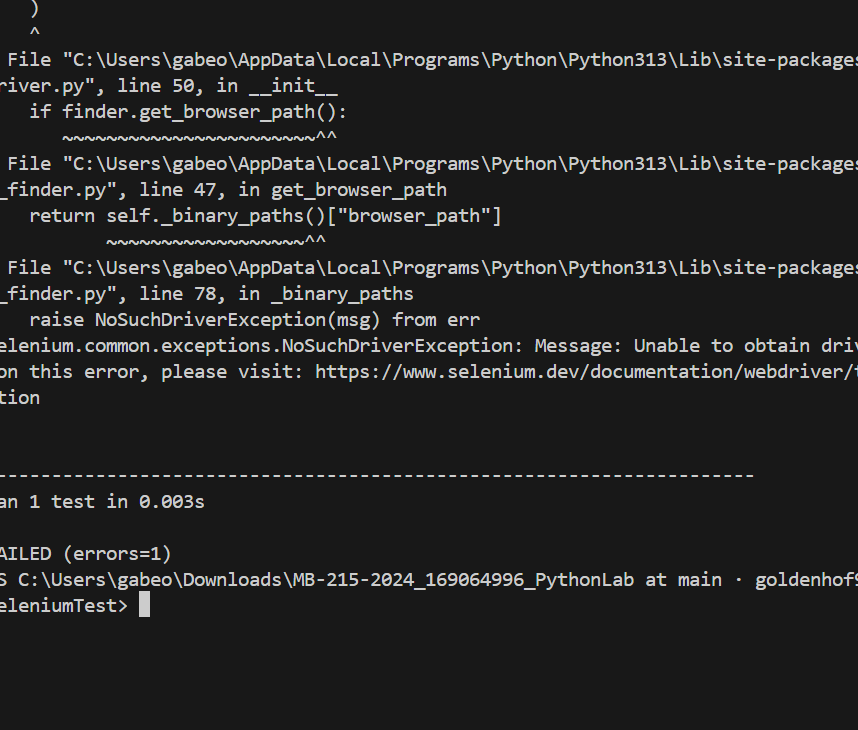 )
^
File "C:\Users\gabeo\AppData\Local\Programs\Python\Python313\Lib\site-packages
river.py", line 50, in __init__
if finder.get_browser_path():
~~~~~~~~~~~~~~~~~~~~~~~^^
File "C:\Users\gabeo\AppData\Local\Programs\Python\Python313\Lib\site-packages
_finder.py", line 47, in get_browser_path
return self._binary_paths()["browser_path"]
~~~~~~~~~~~~~~~~~~^^
File "C:\Users\gabeo\AppData\Local\Programs\Python\Python313\Lib\site-packages
_finder.py", line 78, in _binary_paths
raise NoSuchDriverException(msg) from err
elenium.common.exceptions.NoSuchDriverException: Message: Unable to obtain driv
on this error, please visit: https://www.selenium.dev/documentation/webdriver/t
tion
---------------------------------------------------------------------
an 1 test in 0.003s
AILED (errors=1)
S C:\Users\gabeo\Downloads\MB-215-2024_169064996_PythonLab at main · goldenhof9
eleniumTest>